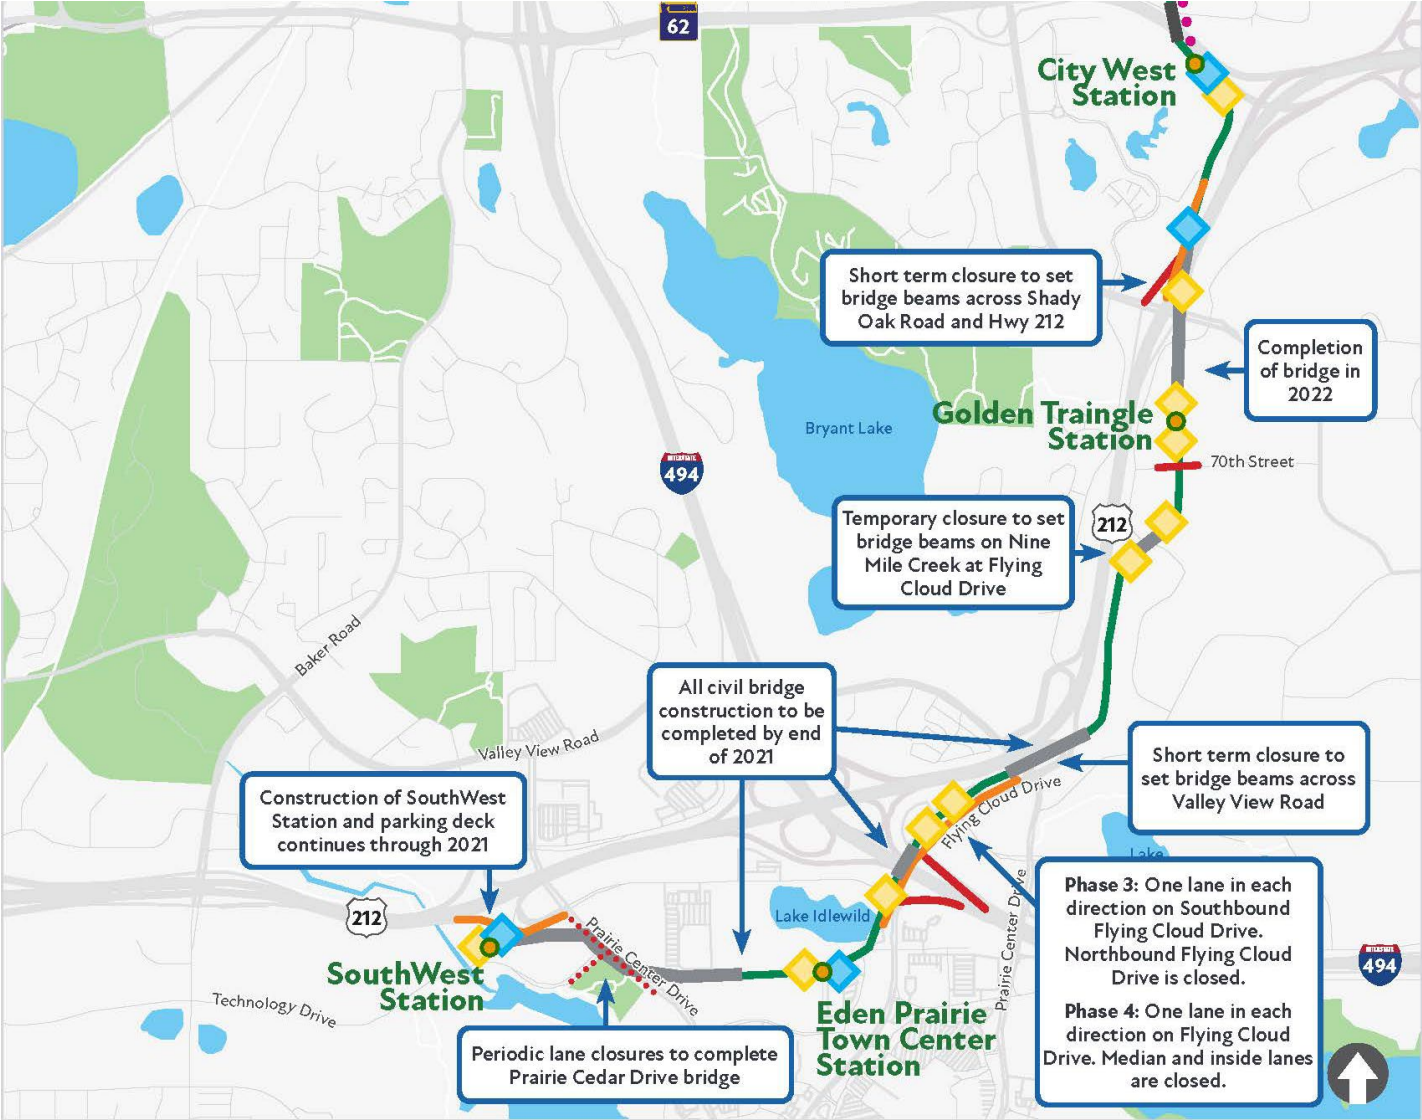 62
City West
Station
Short term closure to set
bridge beams across Shady
Oak Road and Hwy 212
Completion
of bridge in
2022
Bryant Lake
Golden Traingle
Station
INTERSTATE
494
70th Street
Temporary closure to set
bridge beams on Nine
Mile Creek at Flying
Cloud Drive
212
Baker Road
All civil bridge
construction to be
completed by end
of 2021
Valley View Road
Short term closure to
set bridge beams across
Valley View Road
Construction of SouthWest
Station and parking deck
continues through 2021
Flying Cloud Drive
Lake
Phase 3: One lane in each
direction on Southbound
Flying Cloud Drive.
Northbound Flying Cloud
Drive is closed.
Phase 4: One lane in each
direction on Flying Cloud
Drive. Median and inside lanes
are closed.
212
Lake Idlewild
Prairie Center Drive
Prairie Center Drive
INTERSTATE
494
SouthWest
Station
Technology Drive
Eden Prairie
Town Center
Station
Periodic lane closures to complete
Prairie Cedar Drive bridge